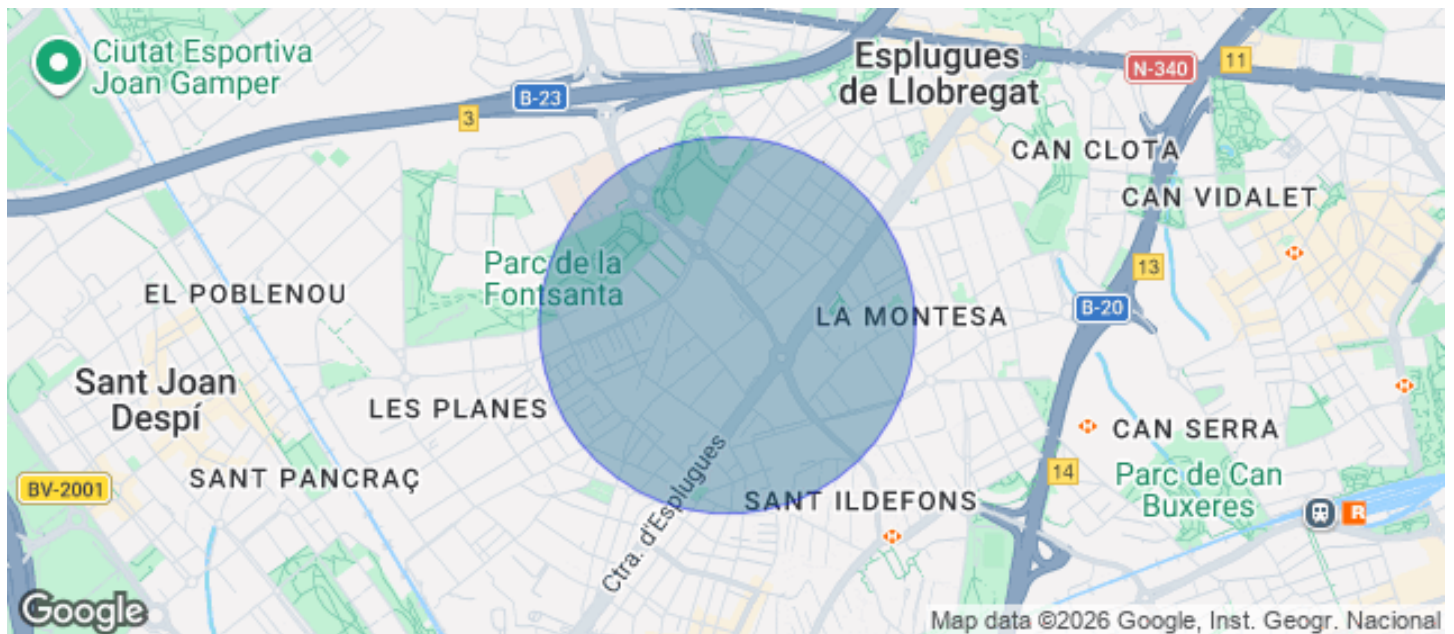 Ciutat Esportiva
Joan Gamper
Esplugues
de Llobregat
N-340
11
B-23
3
CAN CLOTA
CAN VIDALET
Parc de la
Fontsanta
13
EL POBLENOU
B-20
LA MONTESA
Sant Joan
Despí
LES PLANES
CAN SERRA
SANT PANCRAÇ
BV-2001
Ctra. d'Esplugues
SANT ILDEFONS
14
Parc de Can
Buxeres
R
Google
Map data ©2026 Google, Inst. Geogr. Nacional